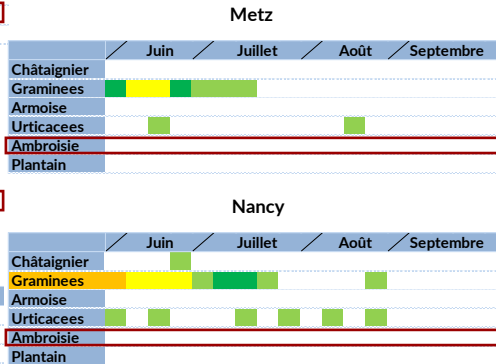 Metz
Juin Juillet Août Septembre
Châtaignier
Graminees
Armoise
Urticacees
Ambroisie
Plantain
Nancy
Juin Juillet Août Septembre
Châtaignier
Graminees
Armoise
Urticacees
Ambroisie
Plantain